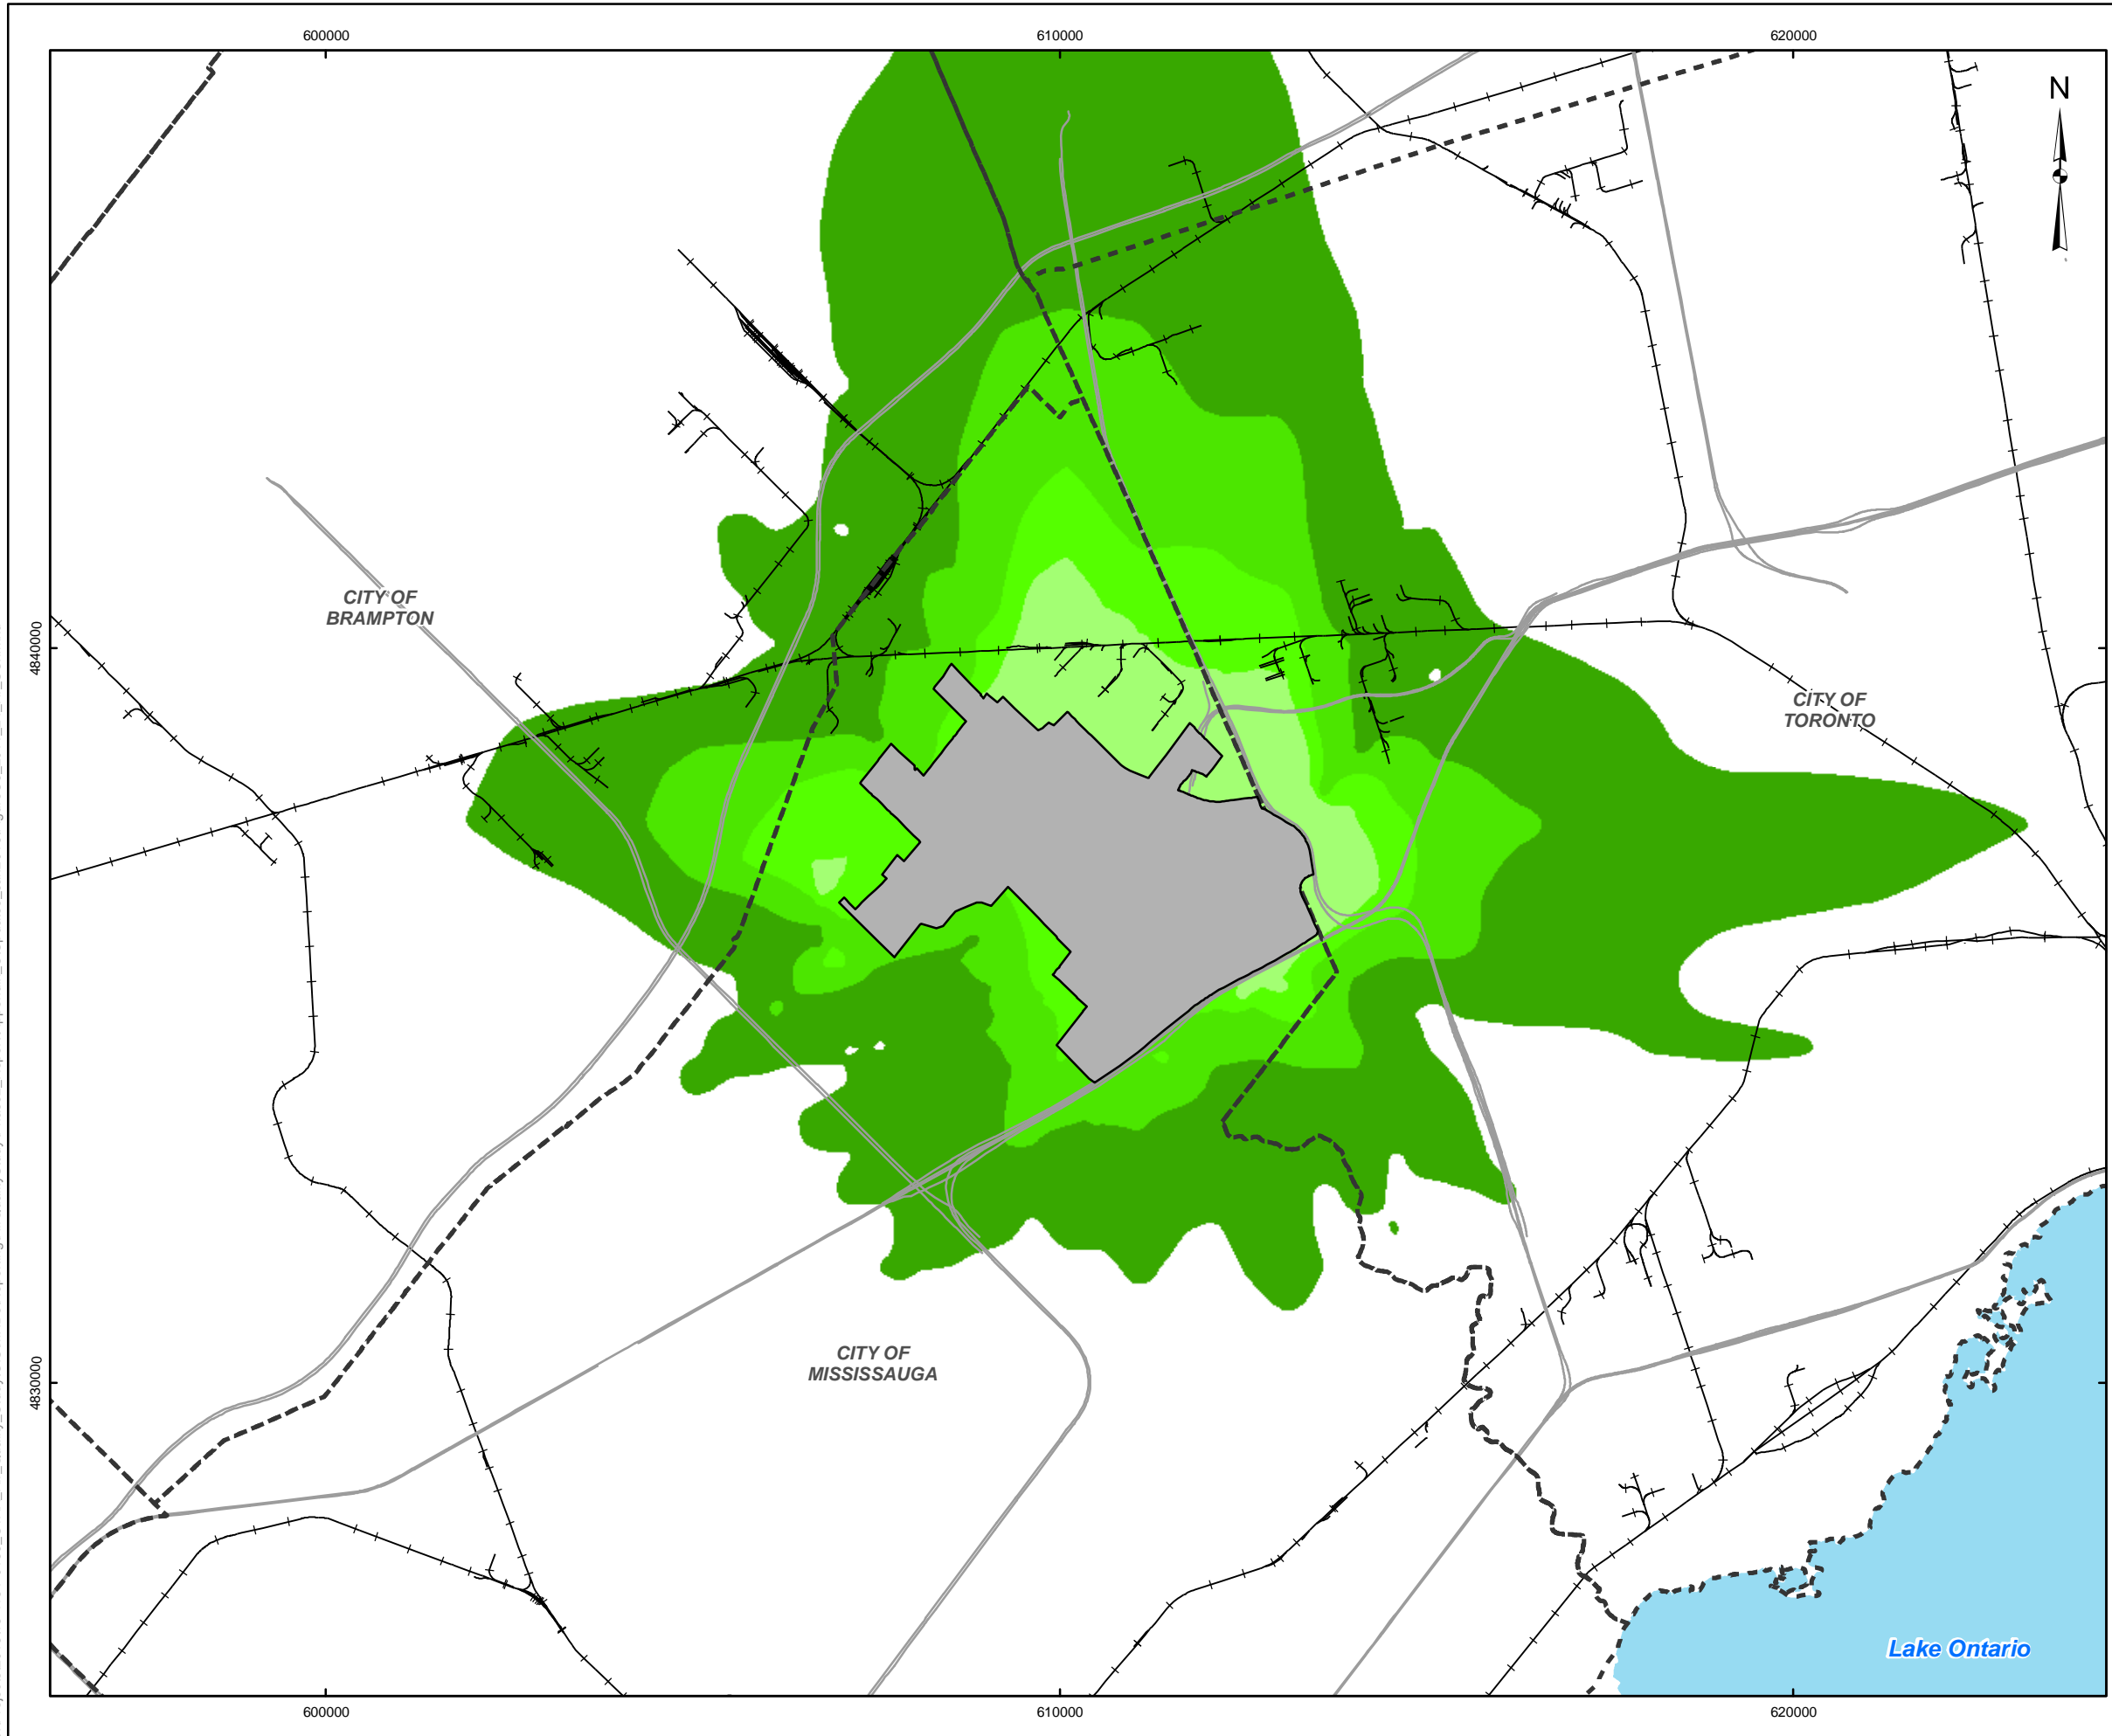 600000 610000 620000
N
CITY OF
BRAMPTON
4840000
CITY OF
TORONTO
CITY OF
MISSISSAUGA
4830000
Lake Ontario
600000 610000 620000